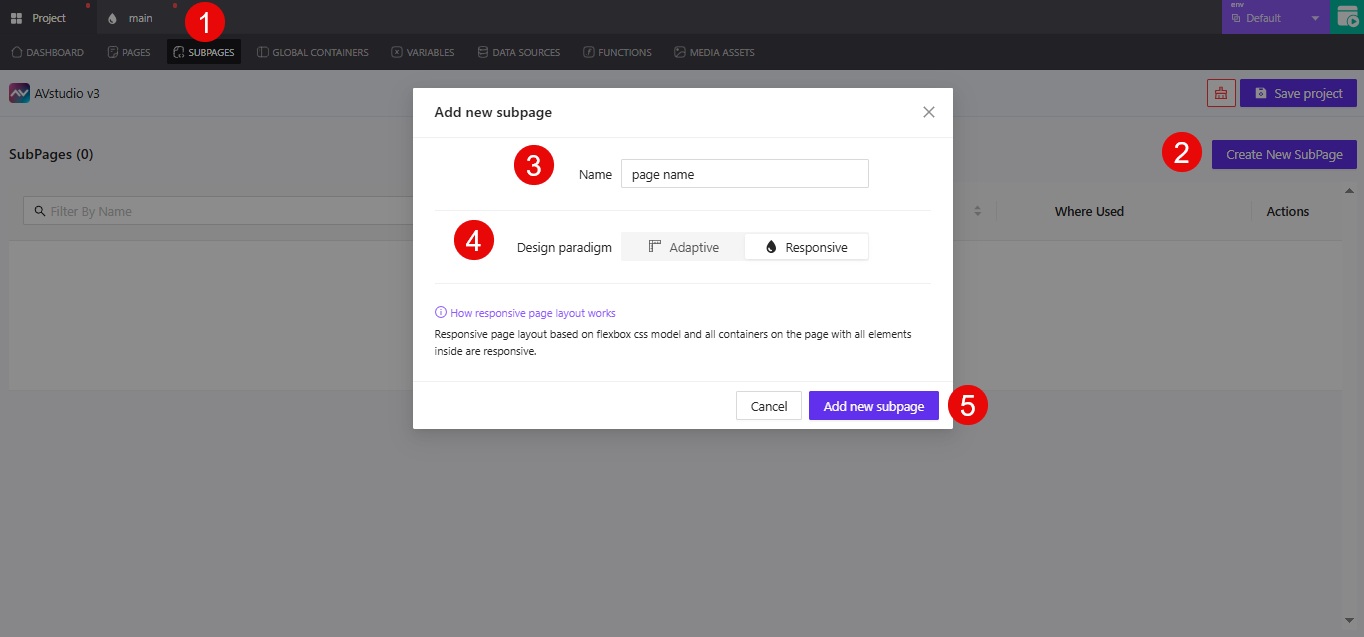 Project
main
1
env
Default
DASHBOARD
PAGES
SUBPAGES
GLOBAL CONTAINERS
VARIABLES
DATA SOURCES
FUNCTIONS
MEDIA ASSETS
AVstudio v3
Save project
SubPages (0)
2
Create New SubPage
Filter By Name
Where Used
Actions
Add new subpage
3
Name
page name
4
Design paradigm
Adaptive
Responsive
How responsive page layout works
Responsive page layout based on flexbox css model and all containers on the page with all elements
inside are responsive.
Cancel
Add new subpage
5